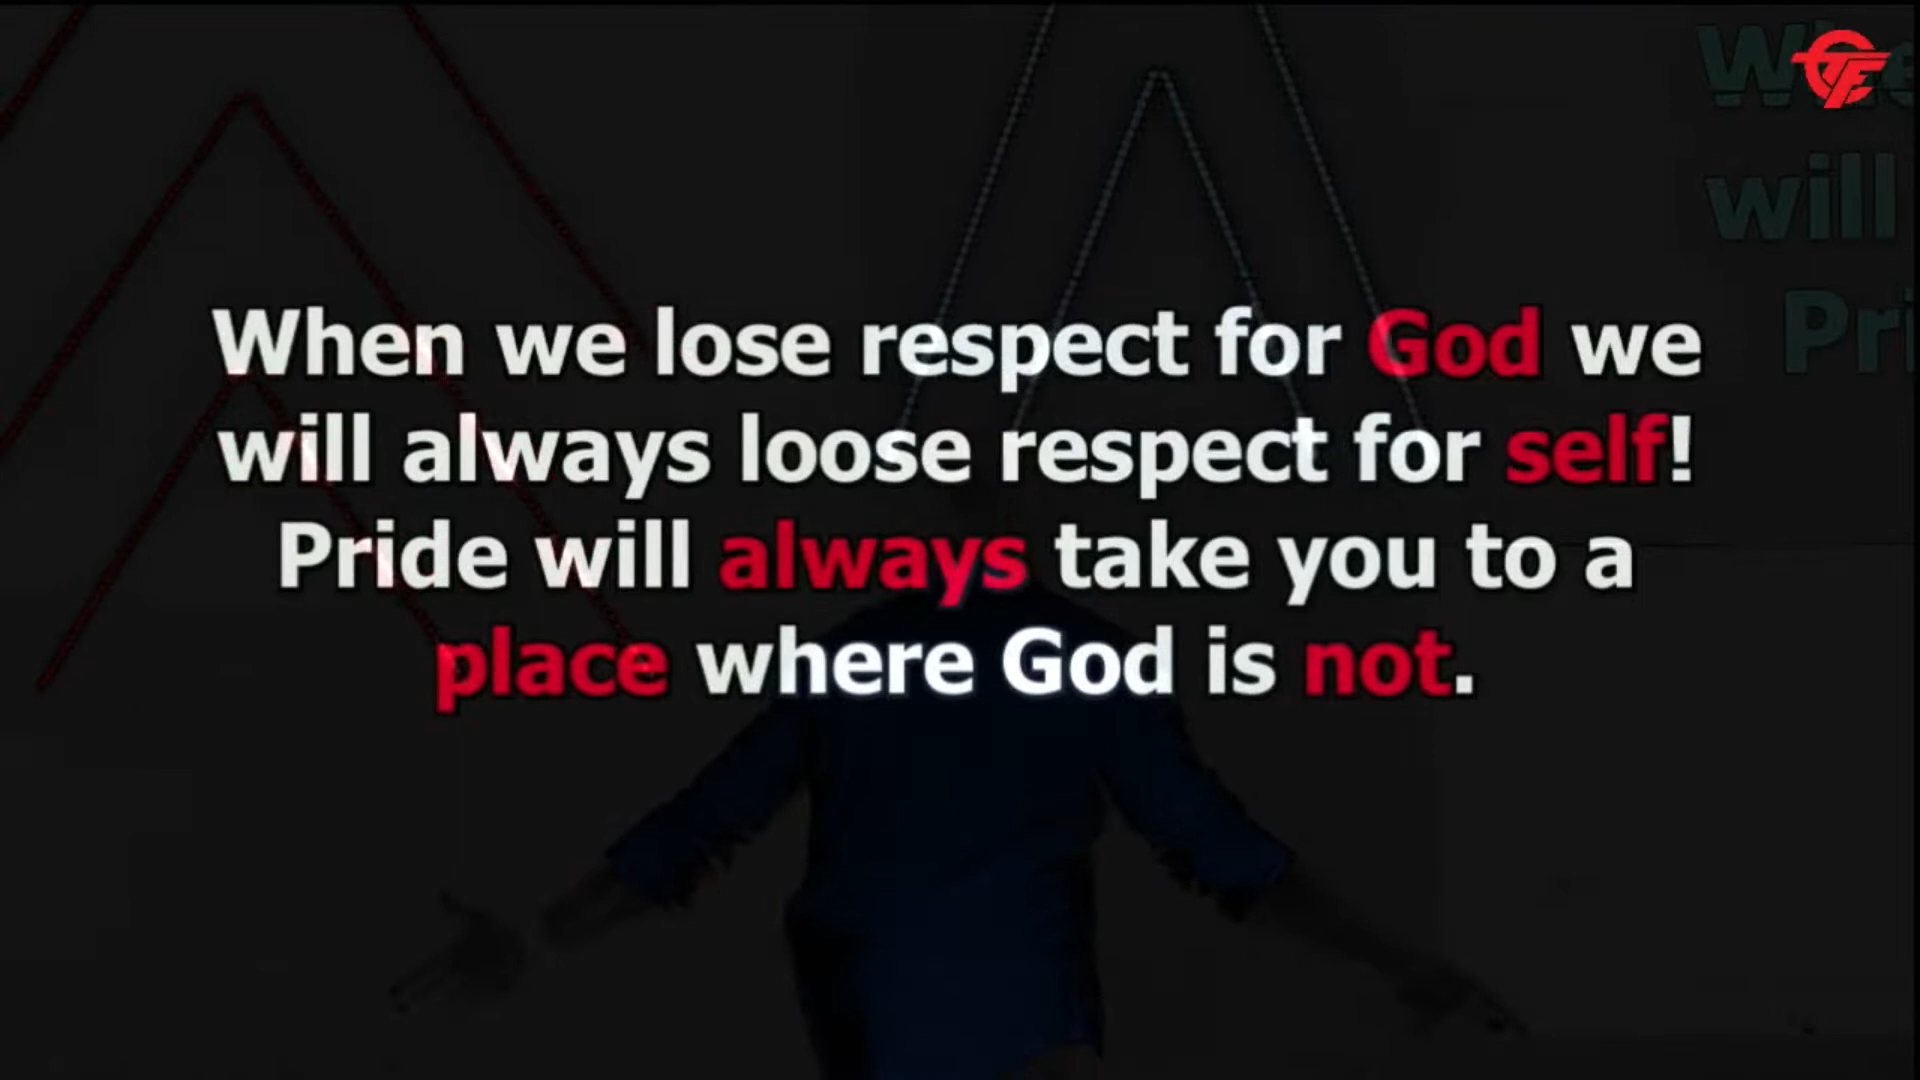 When we lose respect for God we
will always loose respect for self!
Pride will always take you to a
place where God is not.
will